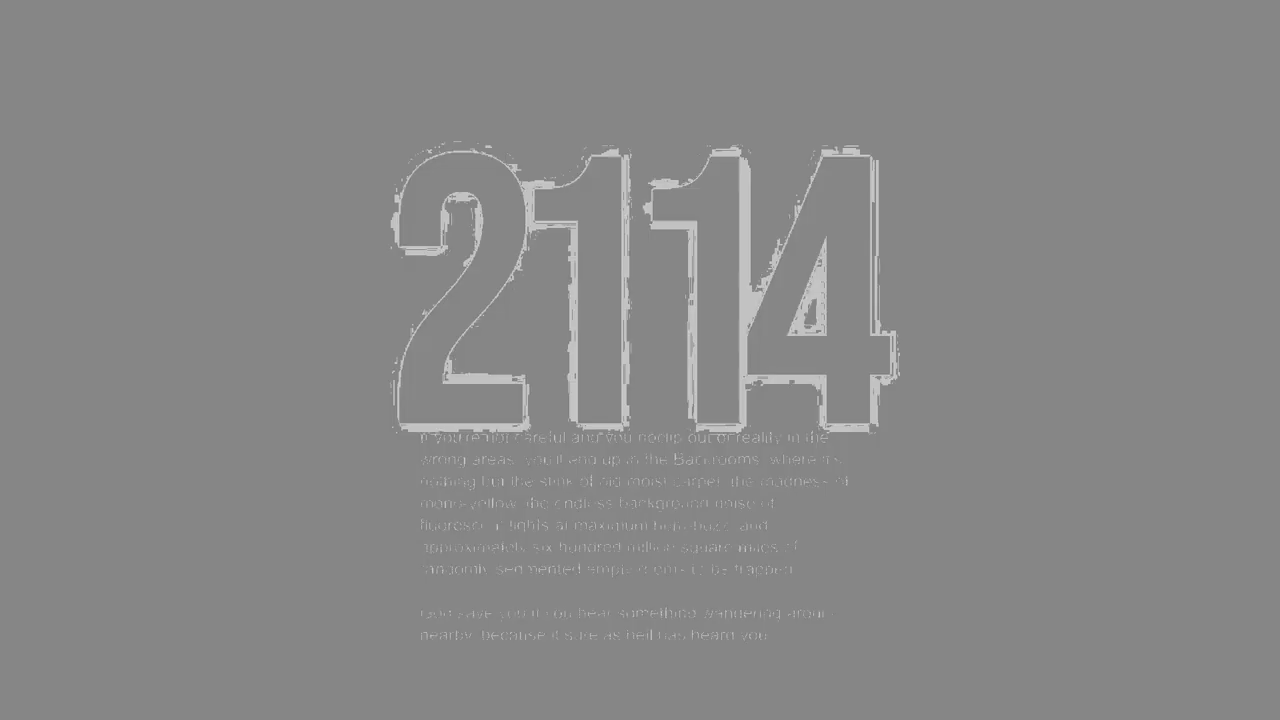 2114
If you're not careful and you noclip out of reality in the
wrong areas, you'll end up in the Backrooms, where it's
nothing but the stink of old moist carpet, the madness of
mono-yellow, the endless background noise of
fluorescent lights at maximum hum-buzz, and
approximately six hundred million square miles of
randomly segmented empty rooms to be trapped
God save you if you hear something wandering around
nearby, because it sure as hell has heard you